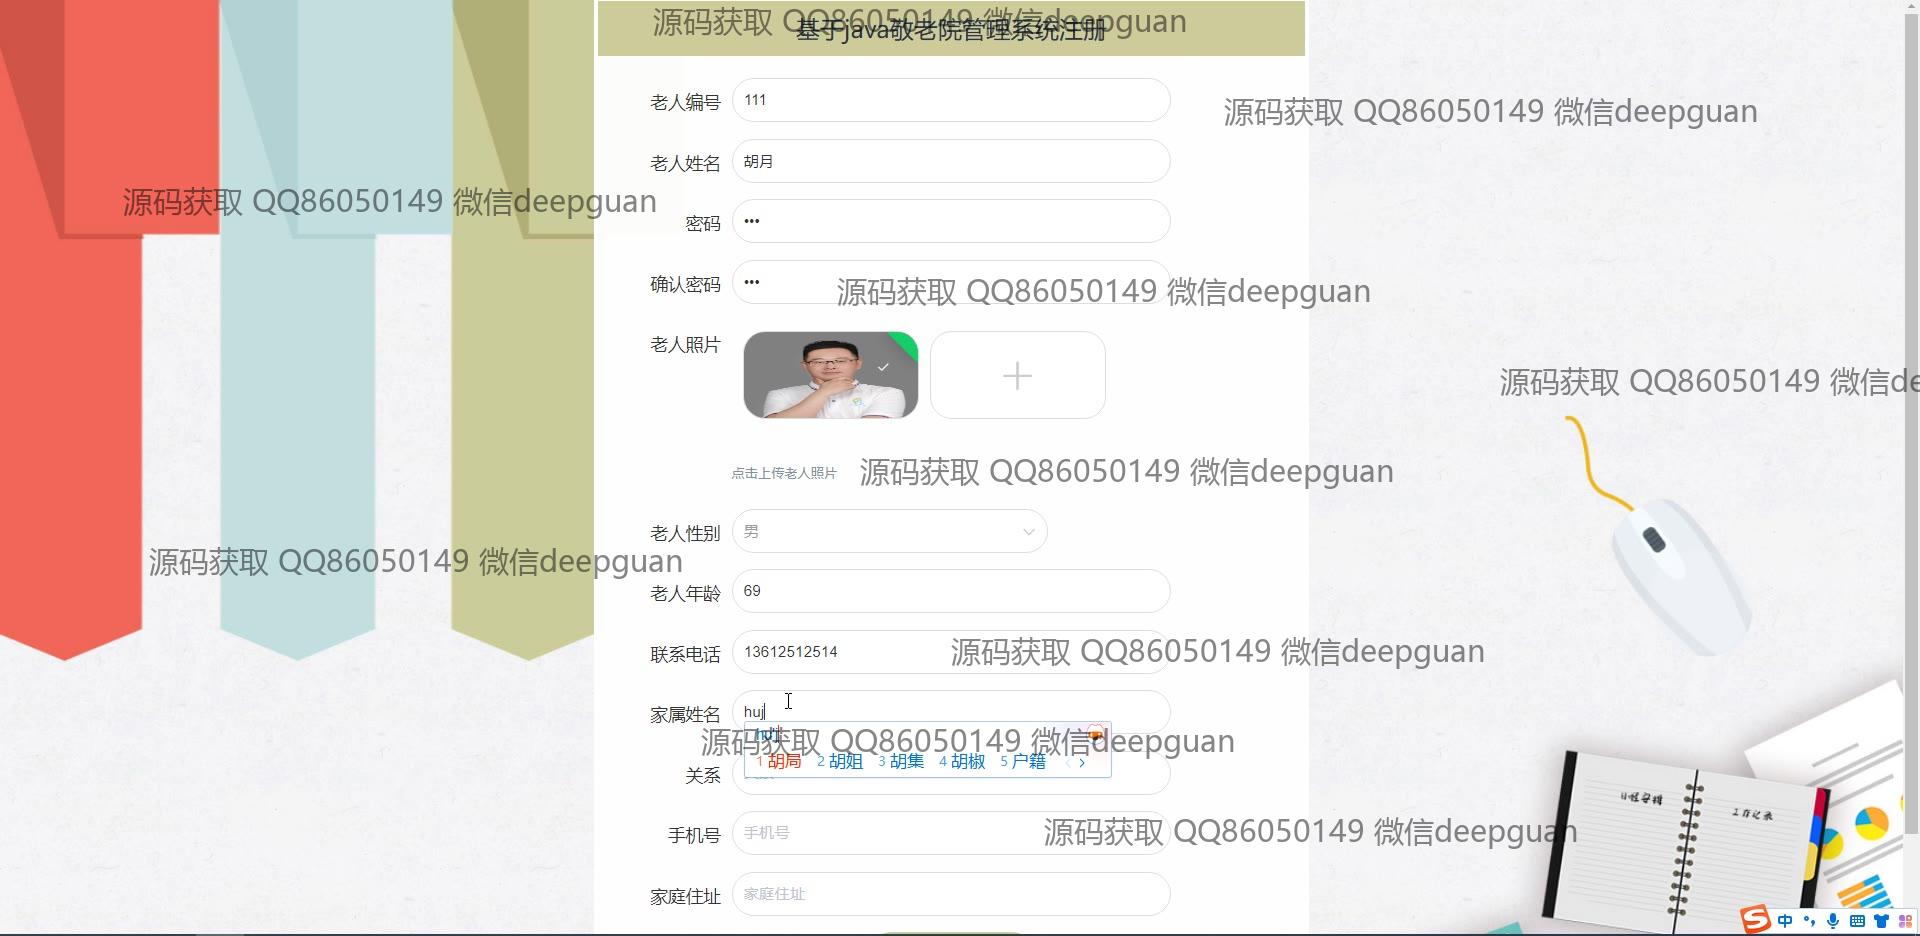 源码获取 QQ86050149 微信deepguan
基于java敬老院管理系统注册
老人编号 111
源码获取 QQ86050149 微信deepguan
老人姓名 胡月
源码获取 QQ86050149 微信deepguan
密码 •••
确认密码 •••
源码获取 QQ86050149 微信deepguan
老人照片
源码获取 QQ86050149 微信de
点击上传老人照片
源码获取 QQ86050149 微信deepguan
老人性别 男
源码获取 QQ86050149 微信deepguan
老人年龄 69
联系电话 13612512514
源码获取 QQ86050149 微信deepguan
家属姓名 huj
源码获取 QQ86050149 微信deepguan
1 胡局 2 胡姐 3 胡集 4 胡椒 5 户籍
关系
手机号 手机号
源码获取 QQ86050149 微信deepguan
家庭住址 家庭住址
工作记录
中